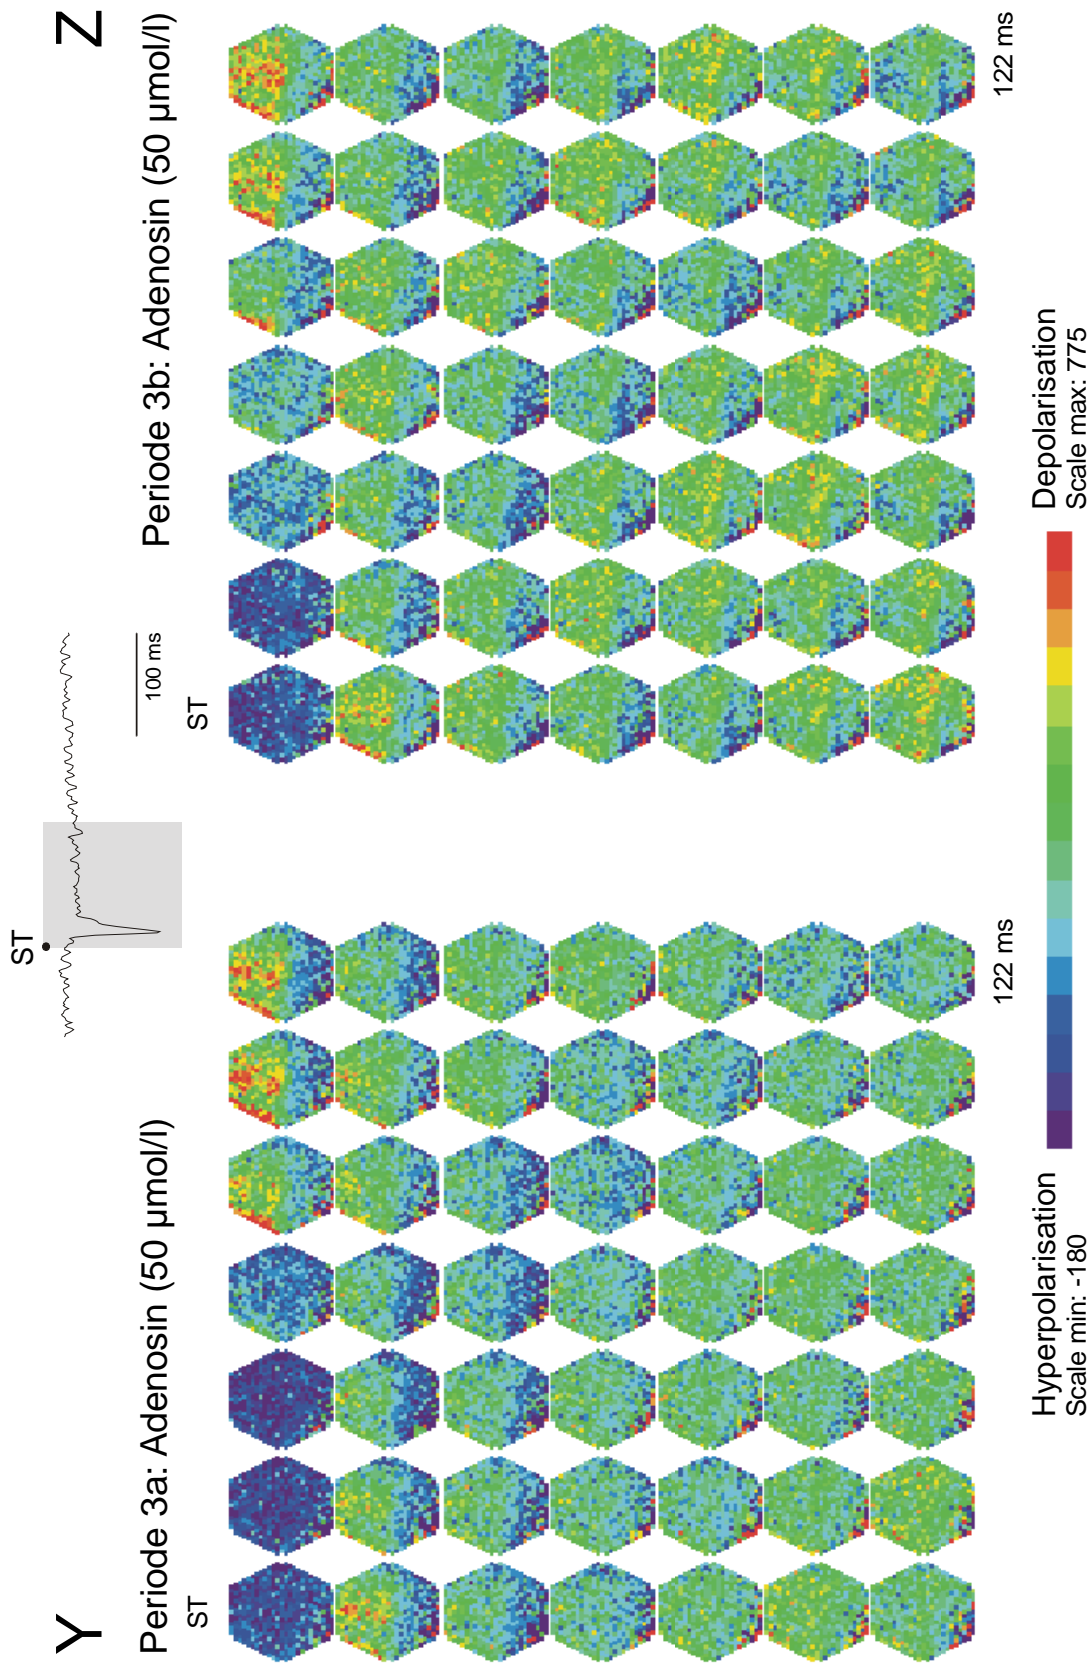 Y
Z
Periode 3a: Adenosin (50 µmol/l)
Periode 3b: Adenosin (50 µmol/l)
ST
100 ms
ST
ST
122 ms
122 ms
Hyperpolarisation
Scale min: -180
Depolarisation
Scale max: 775